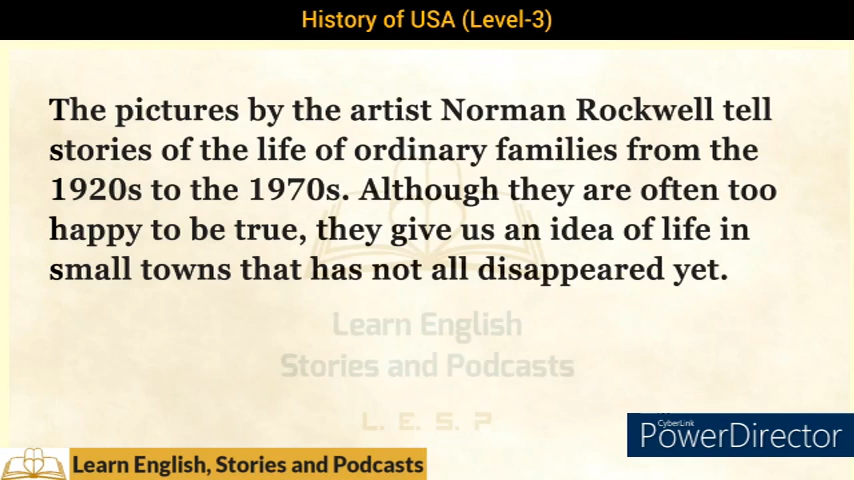 History of USA (Level-3)
The pictures by the artist Norman Rockwell tell
stories of the life of ordinary families from the
1920s to the 1970s. Although they are often too
happy to be true, they give us an idea of life in
small towns that has not all disappeared yet.
Learn English
Stories and Podcasts
L. E. S. P
CyberLink
PowerDirector
Learn English, Stories and Podcasts